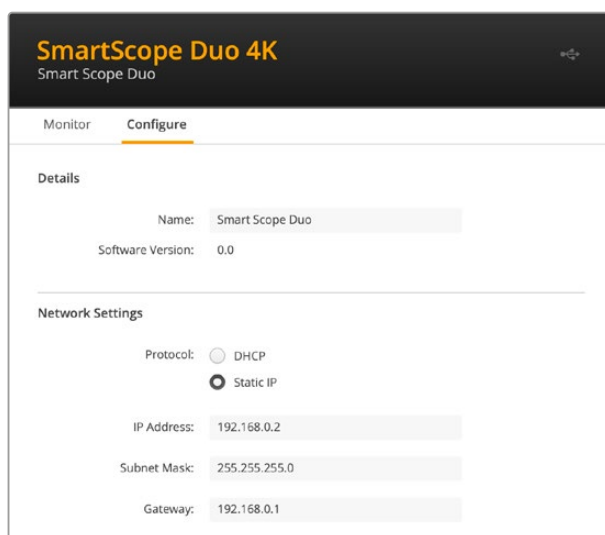 SmartScope Duo 4K
Smart Scope Duo
Monitor Configure
Details
Name: Smart Scope Duo
Software Version: 0.0
Network Settings
Protocol: DHCP
Static IP
IP Address: 192.168.0.2
Subnet Mask: 255.255.255.0
Gateway: 192.168.0.1